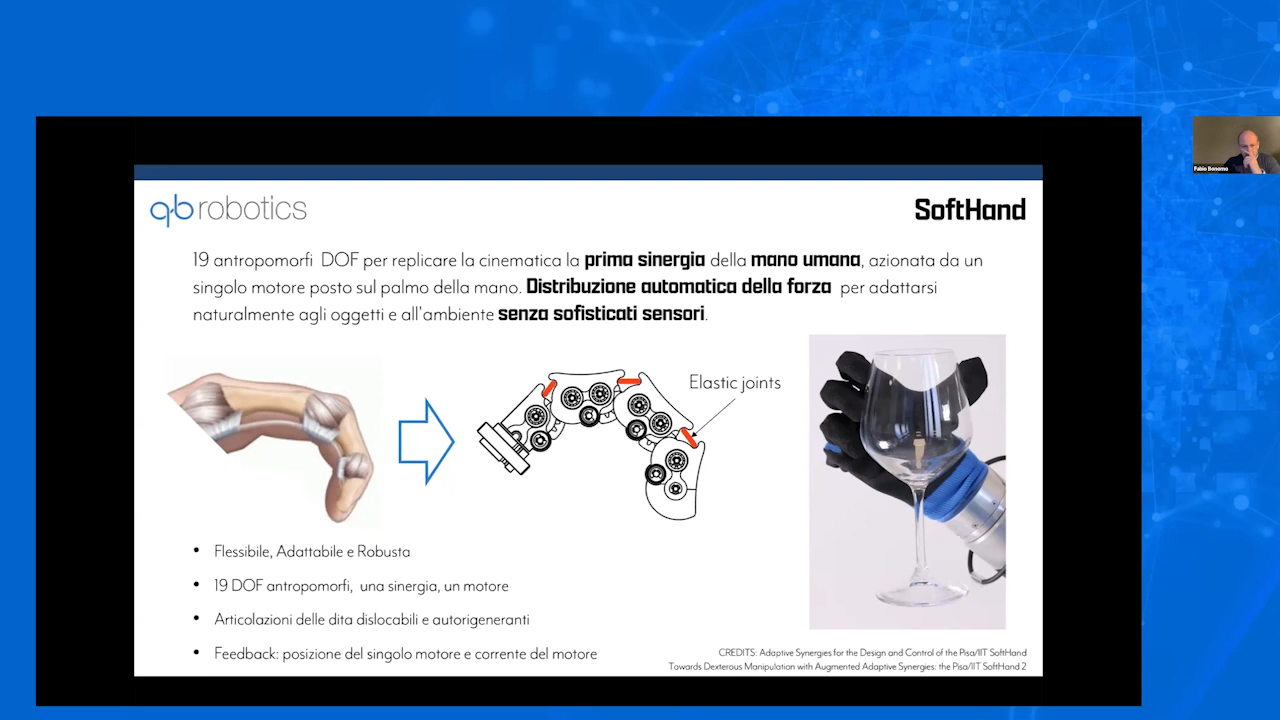 qb robotics
SoftHand
19 antropomorfi DOF per replicare la cinematica la prima sinergia della mano umana, azionata da un
singolo motore posto sul palmo della mano. Distribuzione automatica della forza per adattarsi
naturalmente agli oggetti e all'ambiente senza sofisticati sensori.
Elastic joints
• Flessibile, Adattabile e Robusta
• 19 DOF antropomorfi, una sinergia, un motore
• Articolazioni delle dita dislocabili e autorigeneranti
• Feedback: posizione del singolo motore e corrente del motore
CREDITS: Adaptive Synergies for the Design and Control of the Pisa/IIT SoftHand
Towards Dexterous Manipulation with Augmented Adaptive Synergies: the Pisa/IIT SoftHand 2
Fabio Bonomo